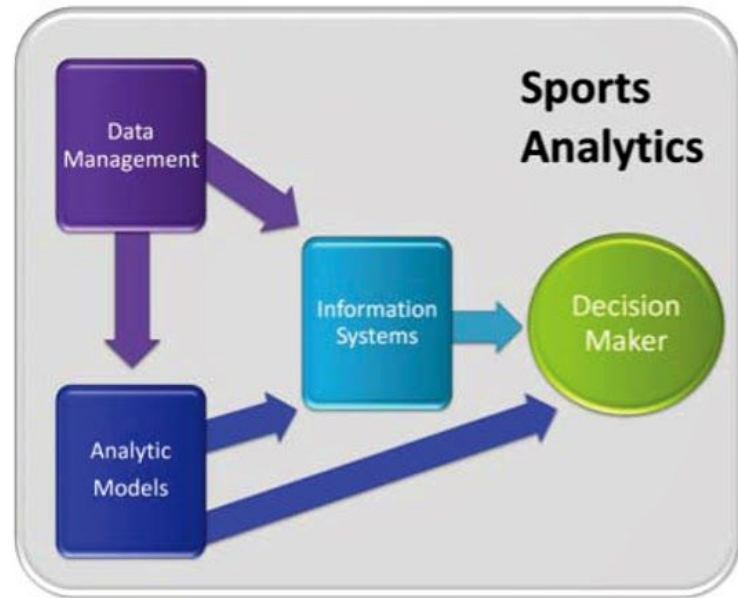 Sports
Analytics
Data
Management
Information
Systems
Decision
Maker
Analytic
Models